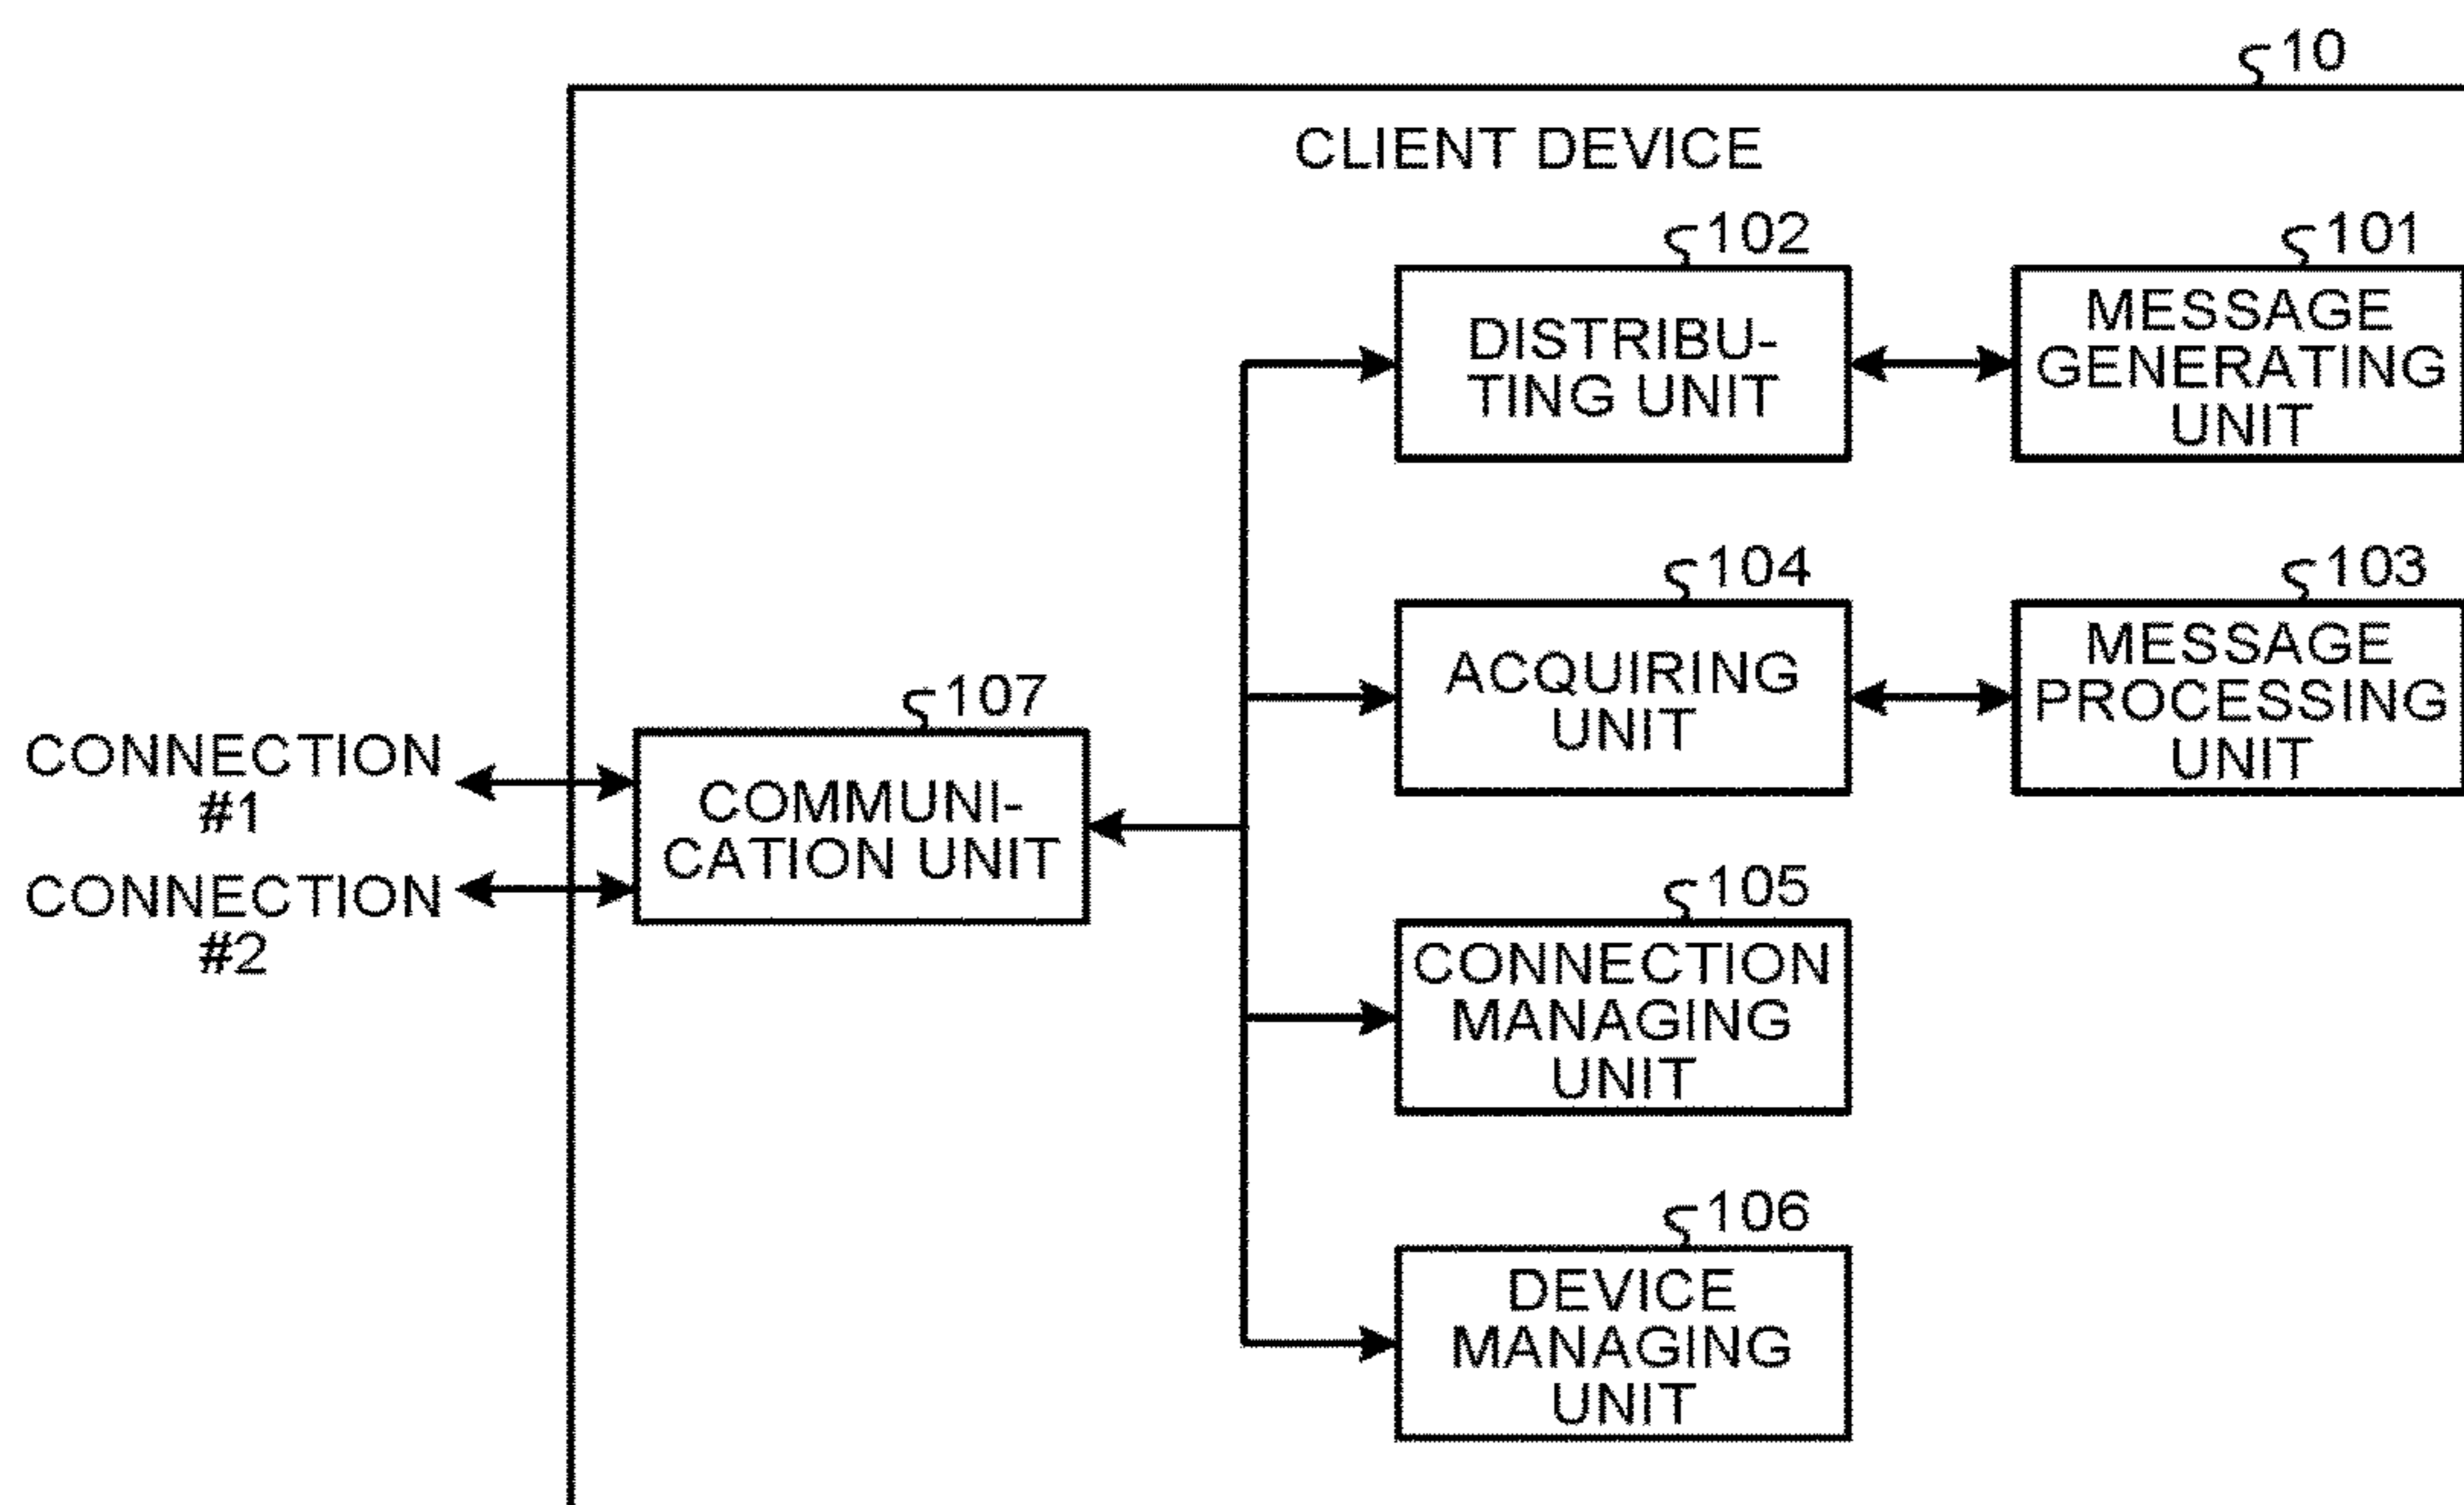 10
CLIENT DEVICE
102
DISTRIBU-
TING UNIT
101
MESSAGE
GENERATING
UNIT
104
ACQUIRING
UNIT
103
MESSAGE
PROCESSING
UNIT
CONNECTION
#1
CONNECTION
#2
107
COMMUNI-
CATION UNIT
105
CONNECTION
MANAGING
UNIT
106
DEVICE
MANAGING
UNIT